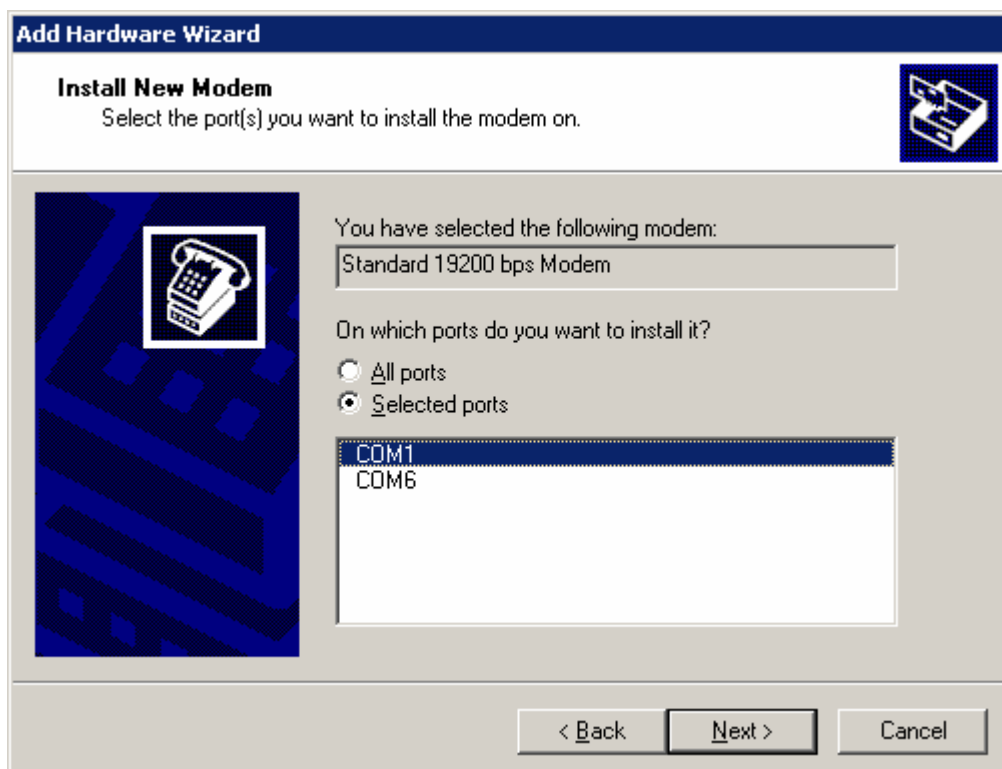 Add Hardware Wizard
Install New Modem
Select the port(s) you want to install the modem on.
You have selected the following modem:
Standard 19200 bps Modem
On which ports do you want to install it?
All ports
Selected ports
COM1
COM6
< Back
Next >
Cancel